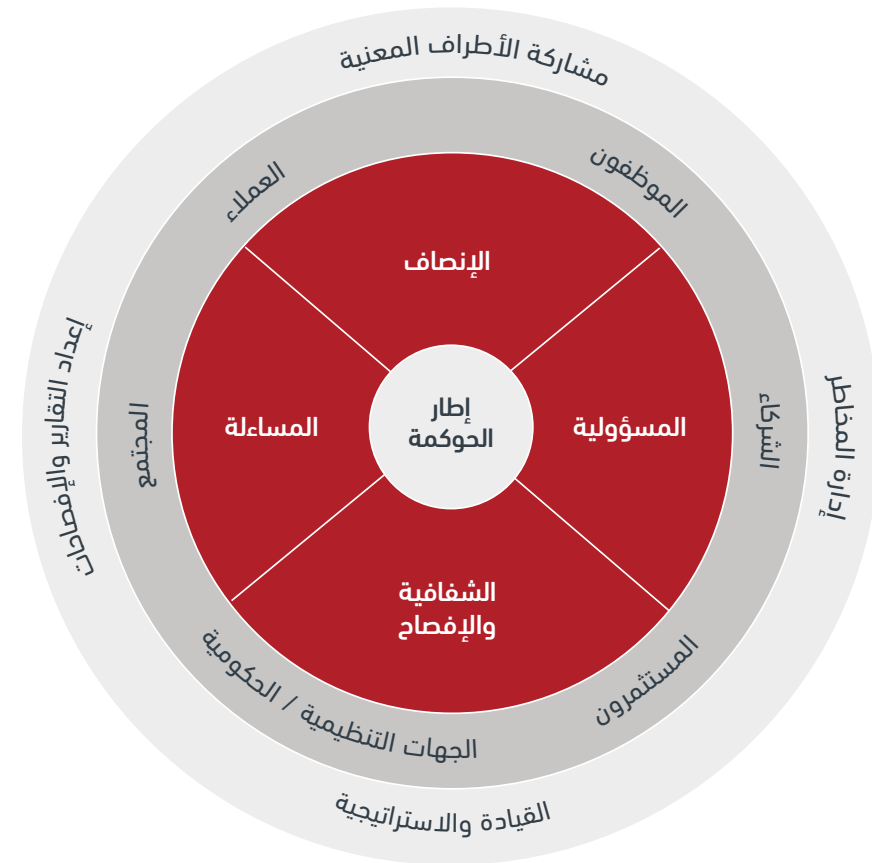 مشاركة الأطراف المعنية
الموظفون
العملاء
الإنصاف
إعداد التقارير والإفصاحات
إدارة المخاطر
الشركاء
المسؤولية
إطار
الحوكمة
المساءلة
المجتمع
الشفافية
والإفصاح
المستثمرون
الجهات التنظيمية / الحكومية
القيادة والاستراتيجية